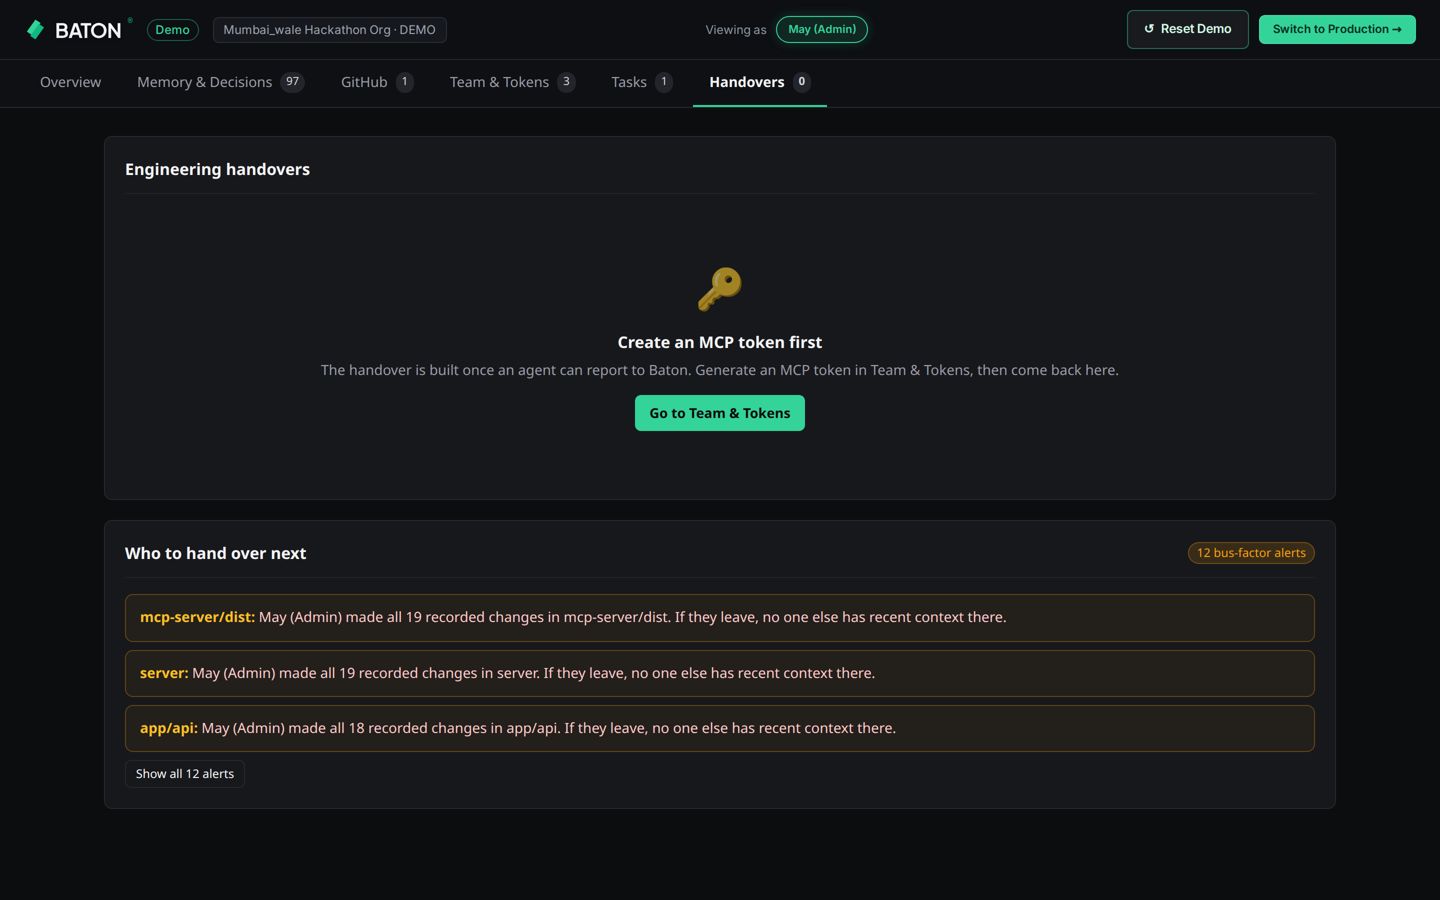 BATON ®
Demo
Mumbai_wale Hackathon Org · DEMO
Viewing as
May (Admin)
↺ Reset Demo
Switch to Production →
Overview
Memory & Decisions 97
GitHub 1
Team & Tokens 3
Tasks 1
Handovers 0
Engineering handovers
Create an MCP token first
The handover is built once an agent can report to Baton. Generate an MCP token in Team & Tokens, then come back here.
Go to Team & Tokens
Who to hand over next
12 bus-factor alerts
mcp-server/dist: May (Admin) made all 19 recorded changes in mcp-server/dist. If they leave, no one else has recent context there.
server: May (Admin) made all 19 recorded changes in server. If they leave, no one else has recent context there.
app/api: May (Admin) made all 18 recorded changes in app/api. If they leave, no one else has recent context there.
Show all 12 alerts